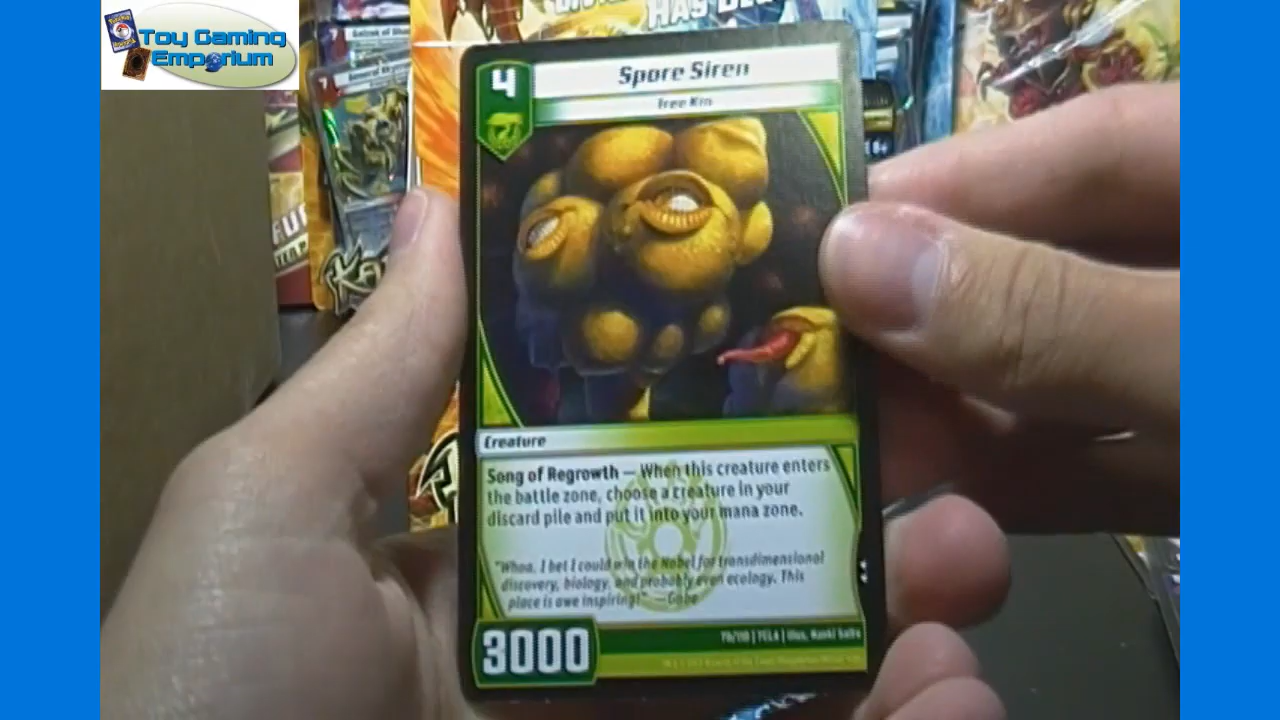 Toy Gaming
Emporium
HAS
4
Spore Siren
Tree Kin
Creature
Song of Regrowth — When this creature enters
the battle zone, choose a creature in your
discard pile and put it into your mana zone.
"Whoa, I bet I could win the Nobel for transdimensional
discovery, biology, and probably even ecology. This
place is awe inspiring!" —Gabe
3000